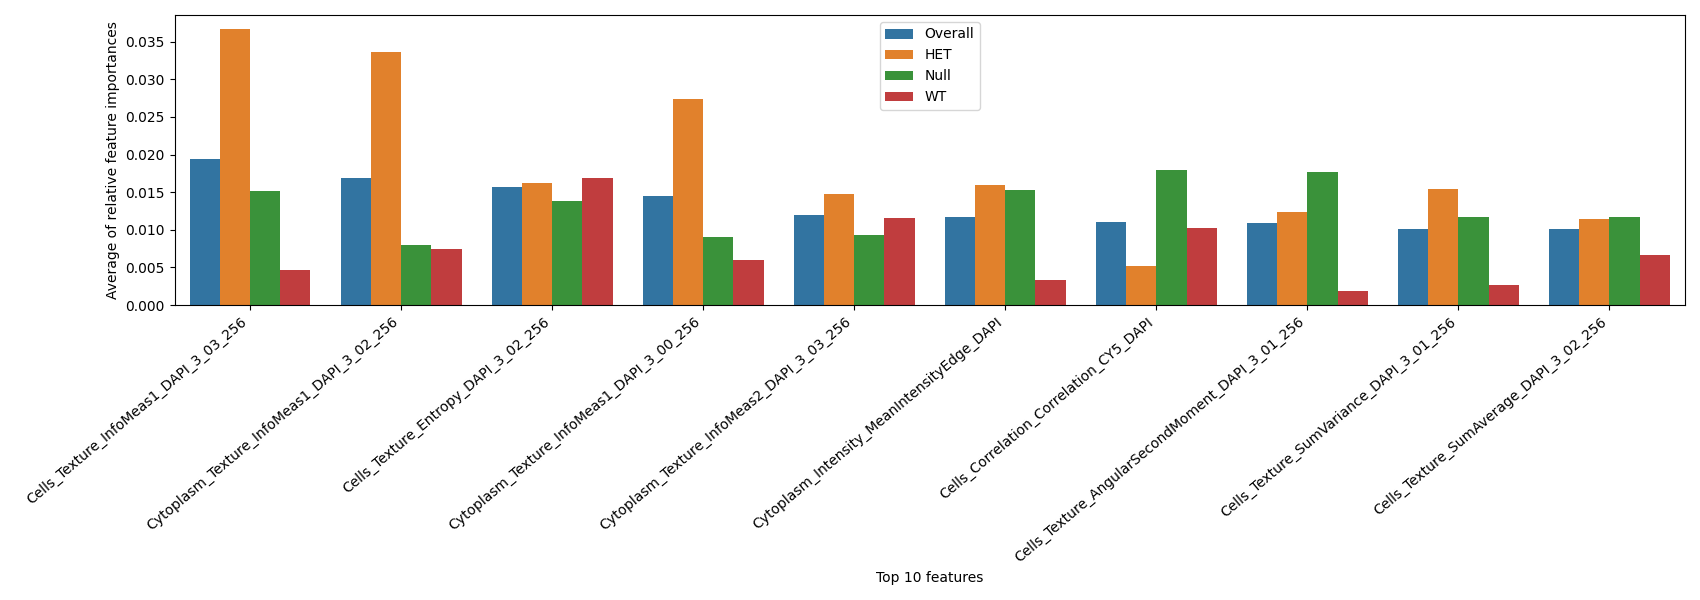 Average of relative feature importances
0.035
0.030
0.025
0.020
0.015
0.010
0.005
0.000
Overall
HET
Null
WT
Cells_Texture_InfoMeas1_DAPI_3_03_256
Cytoplasm_Texture_InfoMeas1_DAPI_3_02_256
Cells_Texture_Entropy_DAPI_3_02_256
Cytoplasm_Texture_InfoMeas1_DAPI_3_00_256
Cytoplasm_Texture_InfoMeas2_DAPI_3_03_256
Cytoplasm_Intensity_MeanIntensityEdge_DAPI
Cells_Correlation_Correlation_CY5_DAPI
Cells_Texture_AngularSecondMoment_DAPI_3_01_256
Cells_Texture_SumVariance_DAPI_3_01_256
Cells_Texture_SumAverage_DAPI_3_02_256
Top 10 features